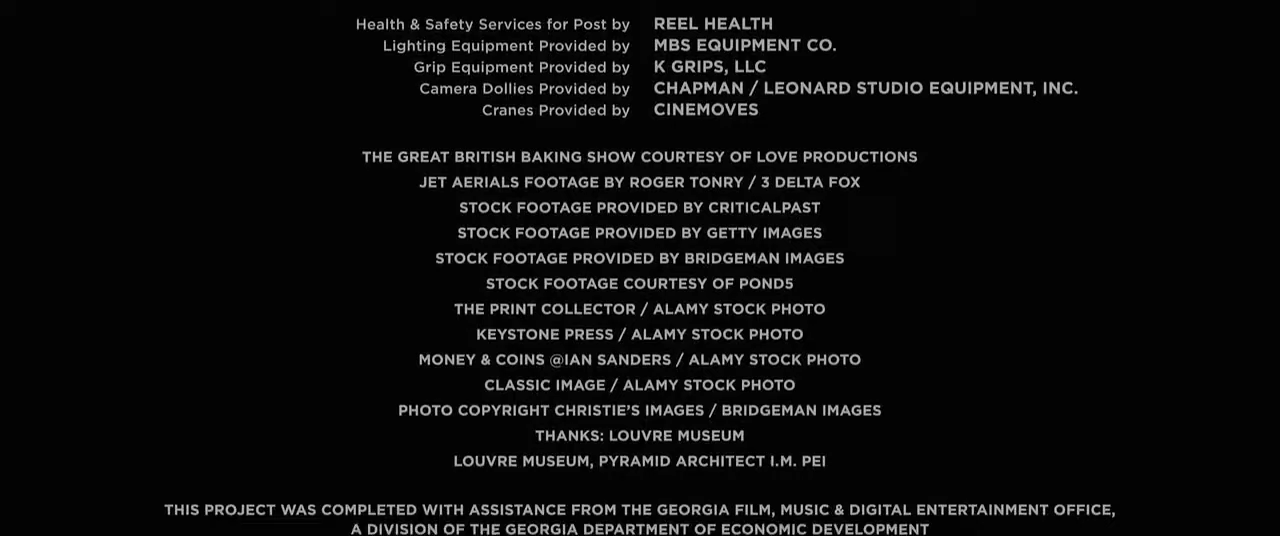 Health & Safety Services for Post by REEL HEALTH
Lighting Equipment Provided by MBS EQUIPMENT CO.
Grip Equipment Provided by K GRIPS, LLC
Camera Dollies Provided by CHAPMAN / LEONARD STUDIO EQUIPMENT, INC.
Cranes Provided by CINEMOVES
THE GREAT BRITISH BAKING SHOW COURTESY OF LOVE PRODUCTIONS
JET AERIALS FOOTAGE BY ROGER TONRY / 3 DELTA FOX
STOCK FOOTAGE PROVIDED BY CRITICALPAST
STOCK FOOTAGE PROVIDED BY GETTY IMAGES
STOCK FOOTAGE PROVIDED BY BRIDGEMAN IMAGES
STOCK FOOTAGE COURTESY OF POND5
THE PRINT COLLECTOR / ALAMY STOCK PHOTO
KEYSTONE PRESS / ALAMY STOCK PHOTO
MONEY & COINS @IAN SANDERS / ALAMY STOCK PHOTO
CLASSIC IMAGE / ALAMY STOCK PHOTO
PHOTO COPYRIGHT CHRISTIE'S IMAGES / BRIDGEMAN IMAGES
THANKS: LOUVRE MUSEUM
LOUVRE MUSEUM, PYRAMID ARCHITECT I.M. PEI
THIS PROJECT WAS COMPLETED WITH ASSISTANCE FROM THE GEORGIA FILM, MUSIC & DIGITAL ENTERTAINMENT OFFICE,
A DIVISION OF THE GEORGIA DEPARTMENT OF ECONOMIC DEVELOPMENT